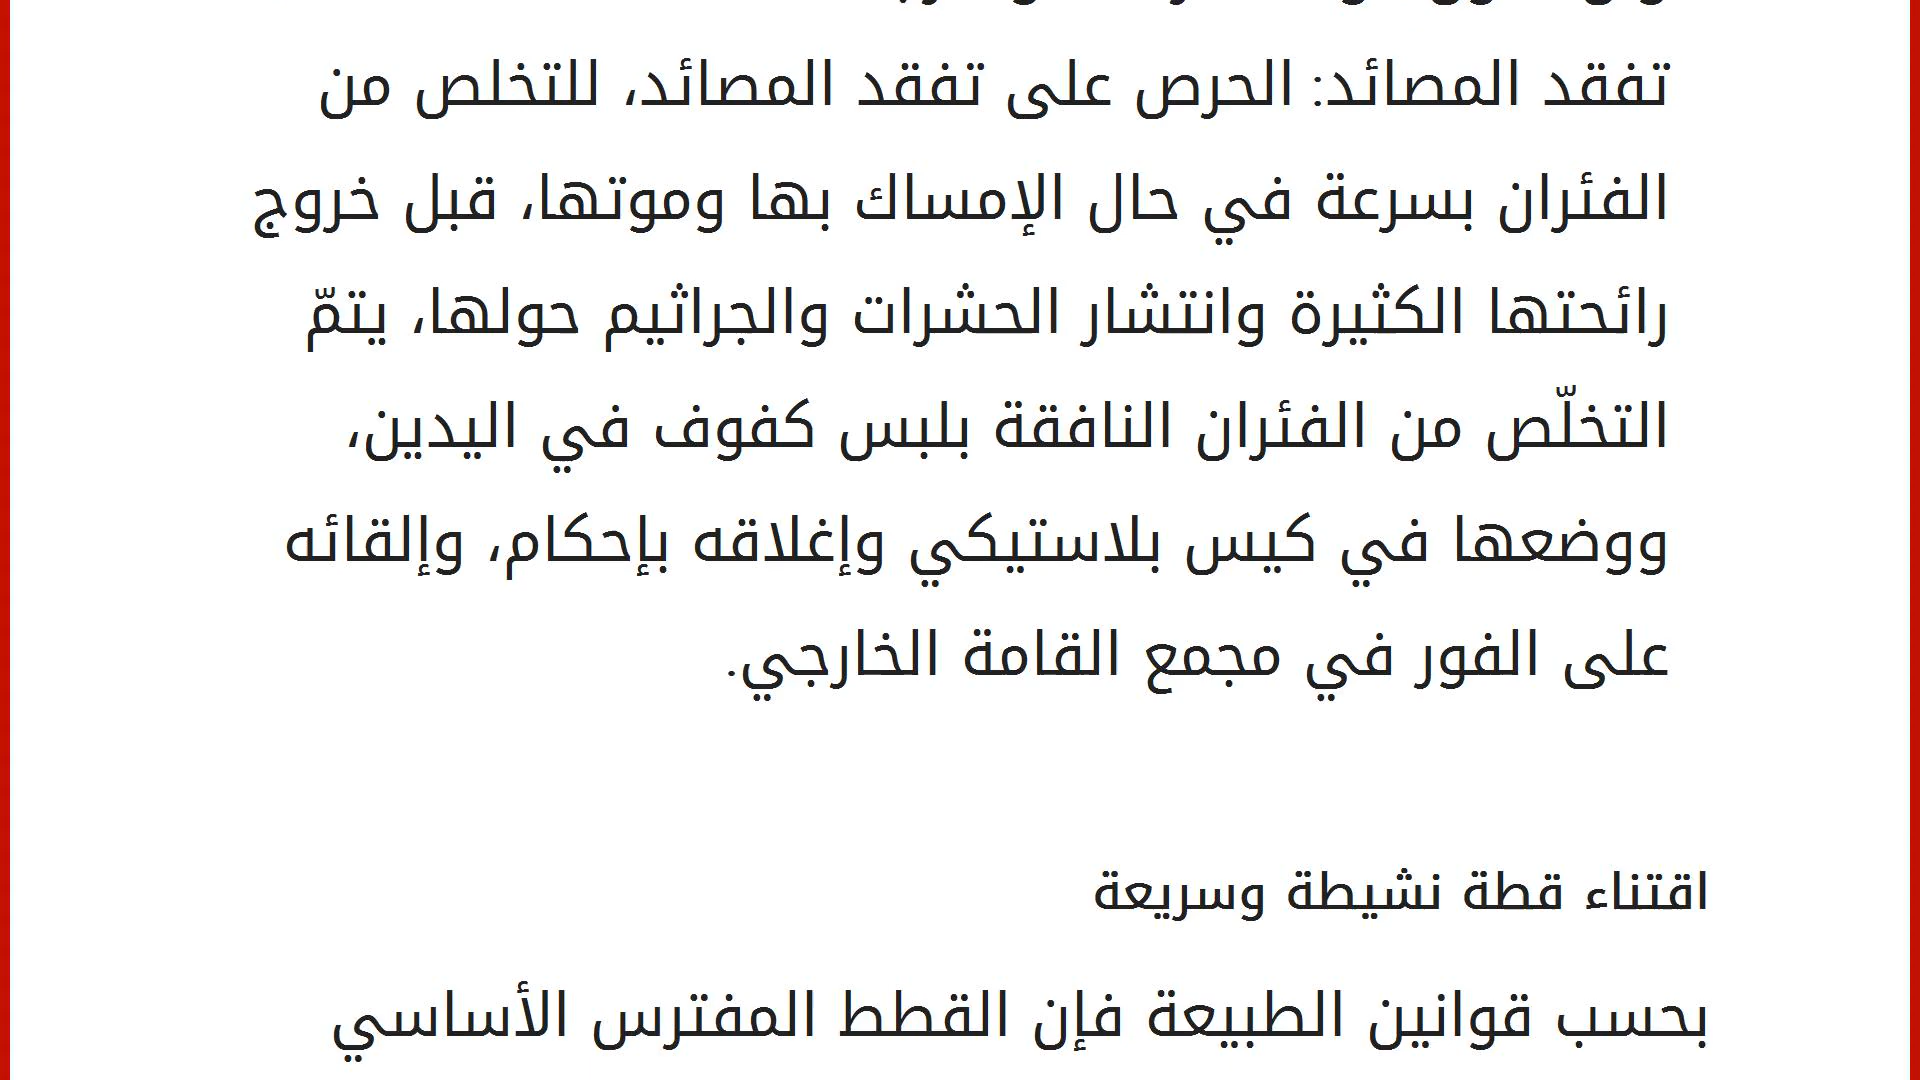 تفقد المصائد: الحرص على تفقد المصائد، للتخلص من
الفئران بسرعة في حال الإمساك بها وموتها، قبل خروج
رائحتها الكثيرة وانتشار الحشرات والجراثيم حولها، يتمّ
التخلّص من الفئران النافقة بلبس كفوف في اليدين،
ووضعها في كيس بلاستيكي وإغلاقه بإحكام، وإلقائه
على الفور في مجمع القامة الخارجي.
اقتناء قطة نشيطة وسريعة
بحسب قوانين الطبيعة فإن القطط المفترس الأساسي